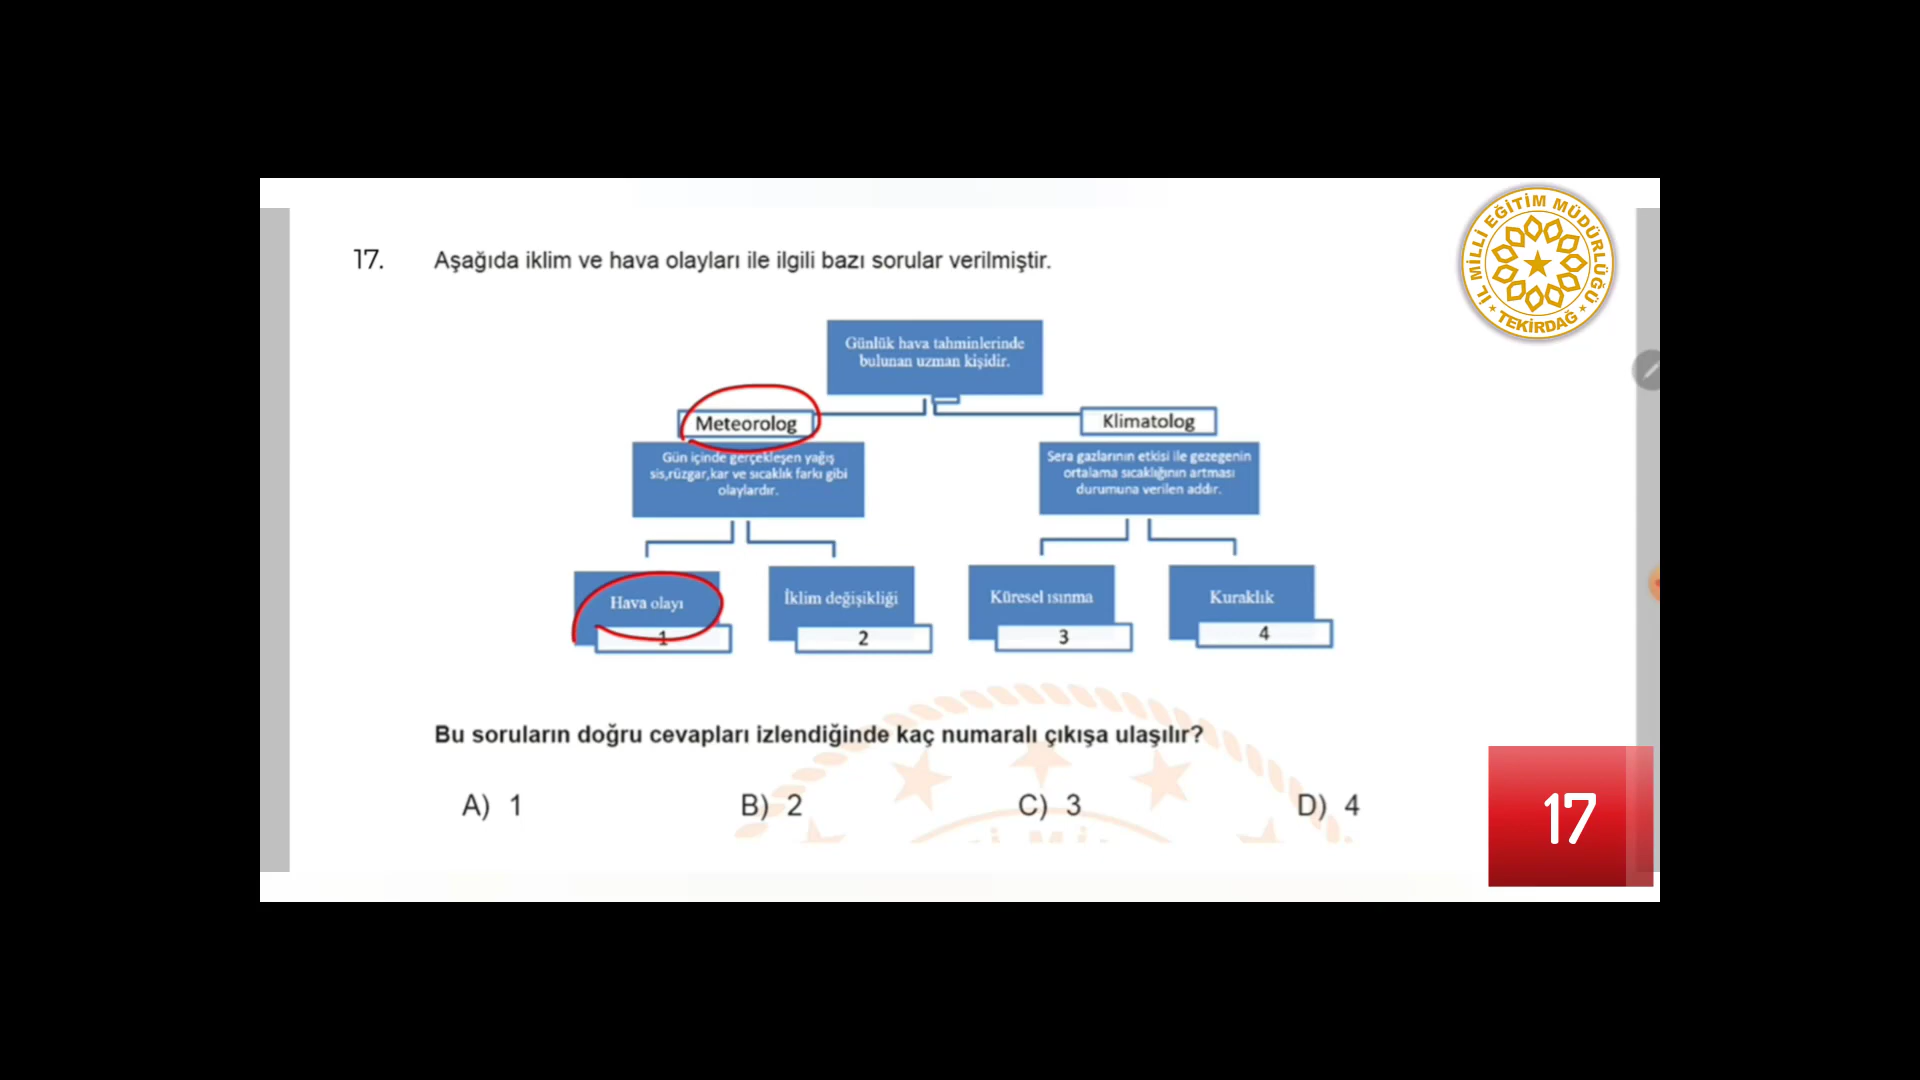 17. Aşağıda iklim ve hava olayları ile ilgili bazı sorular verilmiştir.
İL MİLLİ EĞİTİM MÜDÜRLÜĞÜ
★ TEKİRDAĞ ★
Günlük hava tahminlerinde
bulunan uzman kişidir.
Meteorolog
Klimatolog
Gün içinde gerçekleşen yağış
sis,rüzgar,kar ve sıcaklık farkı gibi
olaylardır.
Sera gazlarının etkisi ile gezegenin
ortalama sıcaklığının artması
durumuna verilen addır.
Hava olayı
1
İklim değişikliği
2
Küresel ısınma
3
Kuraklık
4
Bu soruların doğru cevapları izlendiğinde kaç numaralı çıkışa ulaşılır?
A) 1
B) 2
C) 3
D) 4
17